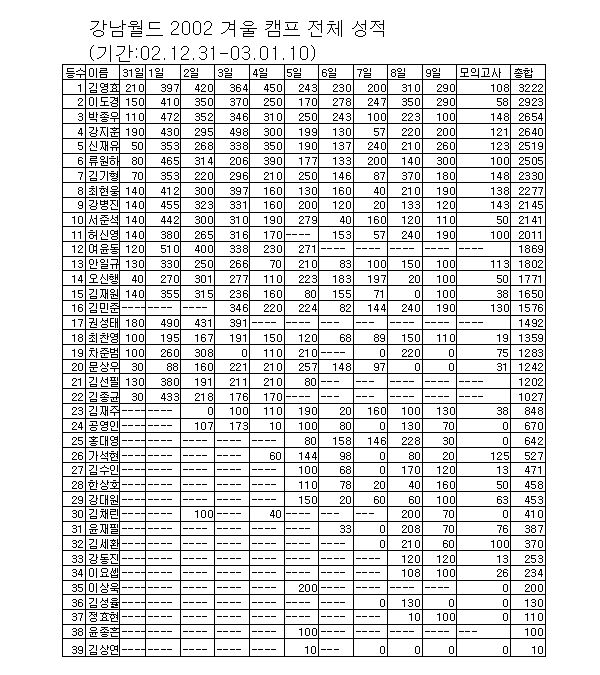 강남월드 2002 겨울 캠프 전체 성적
(기간:02.12.31-03.01.10)
등수 이름 31일 1일 2일 3일 4일 5일 6일 7일 8일 9일 모의고사 총합
1 김영효 210 397 420 364 450 243 230 200 310 290 108 3222
2 이도경 150 410 350 370 250 170 278 247 350 290 58 2923
3 박종우 110 472 352 346 310 250 243 100 223 100 148 2654
4 강지훈 190 430 295 498 300 199 130 57 220 200 121 2640
5 신재유 50 353 268 338 350 190 137 240 210 260 123 2519
6 류원하 80 465 314 206 390 177 133 200 140 300 100 2505
7 김기형 70 353 220 296 210 250 146 87 370 180 148 2330
8 최현웅 140 412 300 397 160 130 160 40 210 190 138 2277
9 강병진 140 455 323 331 160 200 120 20 133 120 143 2145
10 서준석 140 442 300 310 190 279 40 160 120 110 50 2141
11 허신영 140 380 265 316 170 ---- 153 57 240 190 100 2011
12 여윤동 120 510 400 338 230 271 ---- ---- ---- ---- ---- 1869
13 안일규 130 330 250 266 70 210 83 100 150 100 113 1802
14 오신행 40 270 301 277 110 223 183 197 20 100 50 1771
15 김재원 140 355 315 236 160 80 155 71 0 100 38 1650
16 김민준 ---- ---- ---- 346 220 224 82 144 240 190 130 1576
17 권성태 180 490 431 391 ---- ---- ---- ---- ---- ---- ---- 1492
18 최찬영 100 195 167 191 150 120 68 89 150 110 19 1359
19 차준범 100 260 308 0 110 210 ---- 0 220 0 75 1283
20 문상우 30 88 160 221 210 257 148 97 0 0 31 1242
21 김선필 130 380 191 211 210 80 ---- ---- ---- ---- ---- 1202
22 김종균 30 433 218 176 170 ---- ---- ---- ---- ---- ---- 1027
23 김재주 ---- ---- 0 100 110 190 20 160 100 130 38 848
24 공영인 ---- ---- 107 173 10 100 80 0 130 70 0 670
25 홍대영 ---- ---- ---- ---- ---- 80 158 146 228 30 0 642
26 가석현 ---- ---- ---- ---- 60 144 98 0 80 20 125 527
27 김수인 ---- ---- ---- ---- ---- 100 68 0 170 120 13 471
28 한상호 ---- ---- ---- ---- ---- 110 78 20 40 160 50 458
29 강대원 ---- ---- ---- ---- ---- 150 20 60 60 100 63 453
30 김채린 ---- ---- 100 ---- 40 ---- --- --- 200 70 0 410
31 윤재필 ---- ---- ---- ---- ---- ---- 33 0 208 70 76 387
32 김세환 ---- ---- ---- ---- ---- ---- ---- 0 210 60 100 370
33 강동진 ---- ---- ---- ---- ---- ---- ---- ---- 120 120 13 253
34 이요셉 ---- ---- ---- ---- ---- ---- ---- ---- 108 100 26 234
35 이상욱 ---- ---- ---- ---- ---- 200 ---- ---- ---- ---- 0 200
36 김성율 ---- ---- ---- ---- ---- ---- ---- 0 130 0 0 130
37 정효현 ---- ---- ---- ---- ---- ---- ---- ---- 10 100 0 110
38 윤종훈 ---- ---- ---- ---- ---- 100 ---- ---- ---- ---- --- 100
39 김상연 ---- ---- ---- ---- ---- 10 --- 0 0 0 0 10